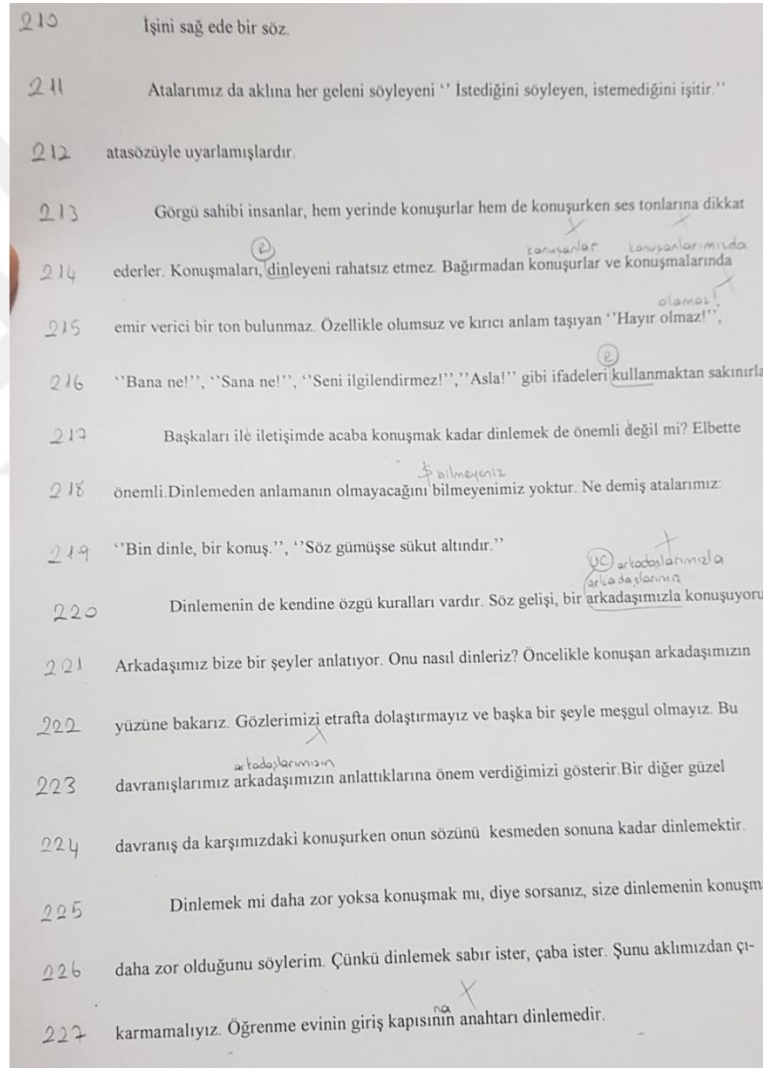 210 İşini sağ ede bir söz.
211 Atalarımız da aklına her geleni söyleyeni ‘‘ İstediğini söyleyen, istemediğini işitir.’’
212 atasözüyle uyarlamışlardır.
213 Görgü sahibi insanlar, hem yerinde konuşurlar hem de konuşurken ses tonlarına dikkat
e konuşanlar konuşanlarımızda
214 ederler. Konuşmaları, dinleyeni rahatsız etmez. Bağırmadan konuşurlar ve konuşmalarında
olamaz!
215 emir verici bir ton bulunmaz. Özellikle olumsuz ve kırıcı anlam taşıyan ‘‘Hayır olmaz!’’,
e
216 ‘‘Bana ne!’’, ‘‘Sana ne!’’, ‘‘Seni ilgilendirmez!’’,‘‘Asla!’’ gibi ifadeleri kullanmaktan sakınırla
217 Başkaları ile iletişimde acaba konuşmak kadar dinlemek de önemli değil mi? Elbette
bilmeyeniz
218 önemli.Dinlemeden anlamanın olmayacağını bilmeyenimiz yoktur. Ne demiş atalarımız:
219 ‘‘Bin dinle, bir konuş.’’, ‘‘Söz gümüşse sükut altındır.’’
UC arkadaşlarımızla
arkadaşlarının
220 Dinlemenin de kendine özgü kuralları vardır. Söz gelişi, bir arkadaşımızla konuşuyoru
221 Arkadaşımız bize bir şeyler anlatıyor. Onu nasıl dinleriz? Öncelikle konuşan arkadaşımızın
222 yüzüne bakarız. Gözlerimizi etrafta dolaştırmayız ve başka bir şeyle meşgul olmayız. Bu
arkadaşlarımızın
223 davranışlarımız arkadaşımızın anlattıklarına önem verdiğimizi gösterir.Bir diğer güzel
224 davranış da karşımızdaki konuşurken onun sözünü kesmeden sonuna kadar dinlemektir.
225 Dinlemek mi daha zor yoksa konuşmak mı, diye sorsanız, size dinlemenin konuşm
226 daha zor olduğunu söylerim. Çünkü dinlemek sabır ister, çaba ister. Şunu aklımızdan çı-
na
227 karmamalıyız. Öğrenme evinin giriş kapısının anahtarı dinlemedir.